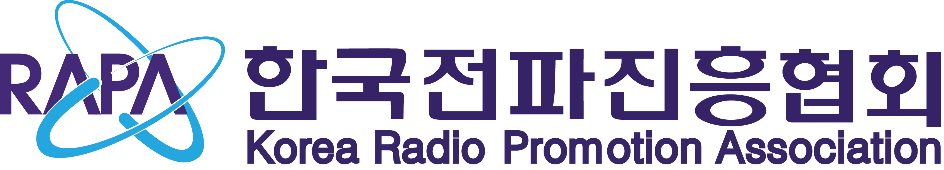 RAPA
한국전파진흥협회
Korea Radio Promotion Association